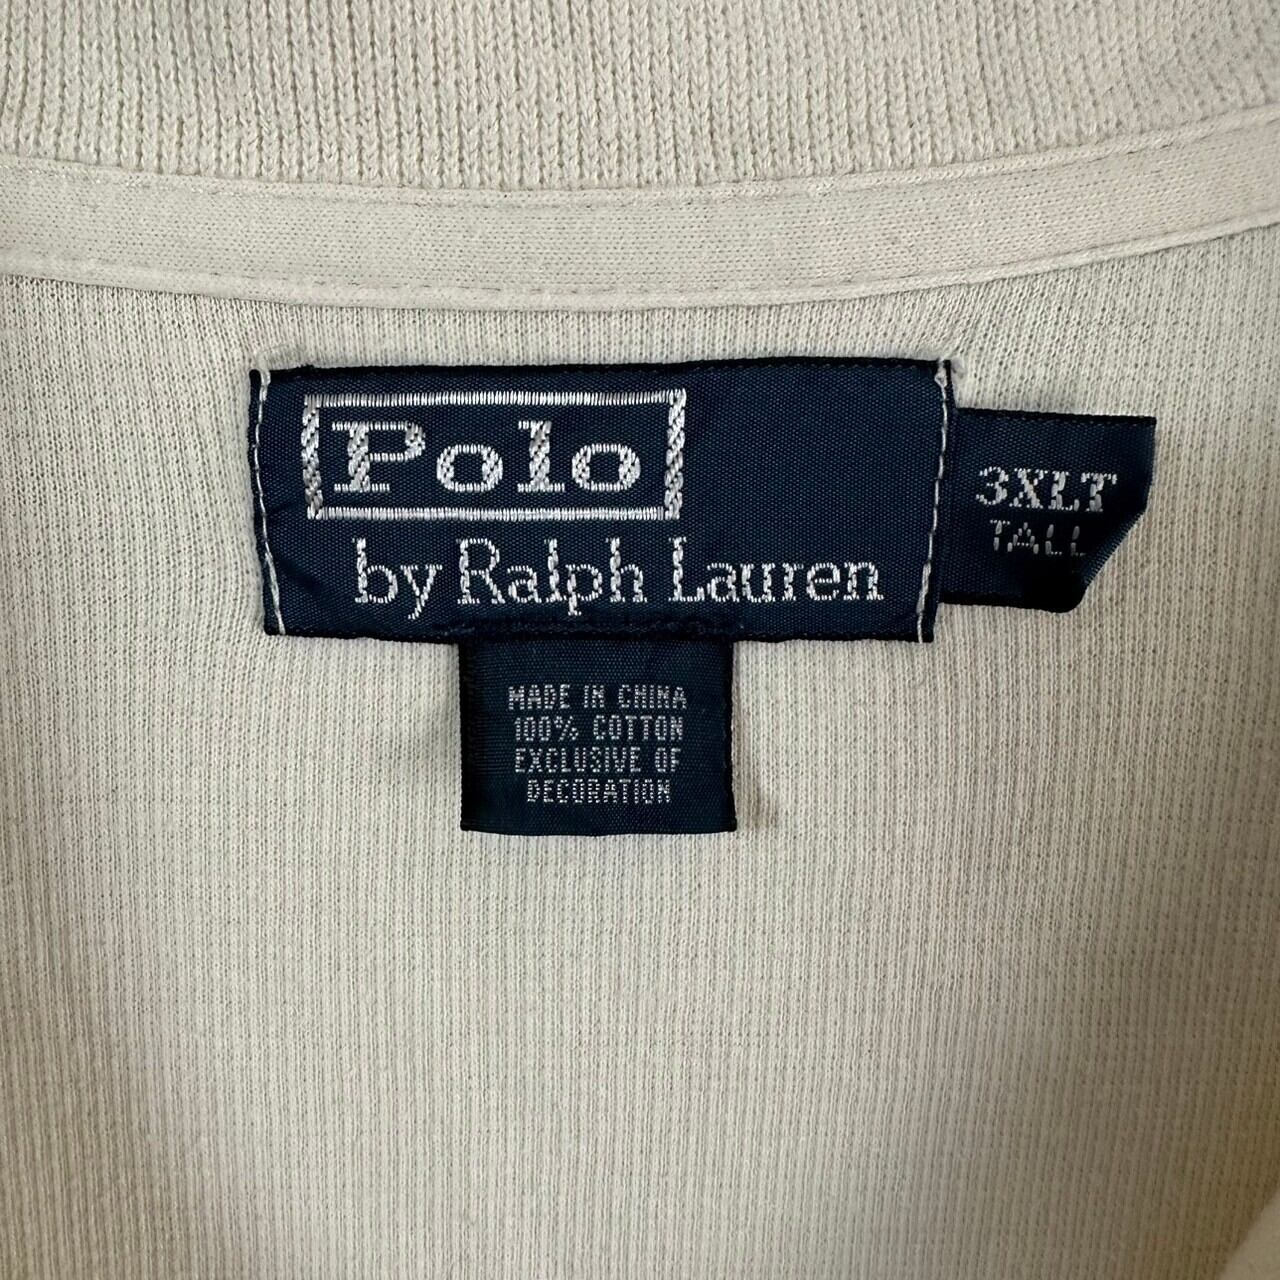 Polo
by Ralph Lauren
3XLT
TALL
MADE IN CHINA
100% COTTON
EXCLUSIVE OF
DECORATION